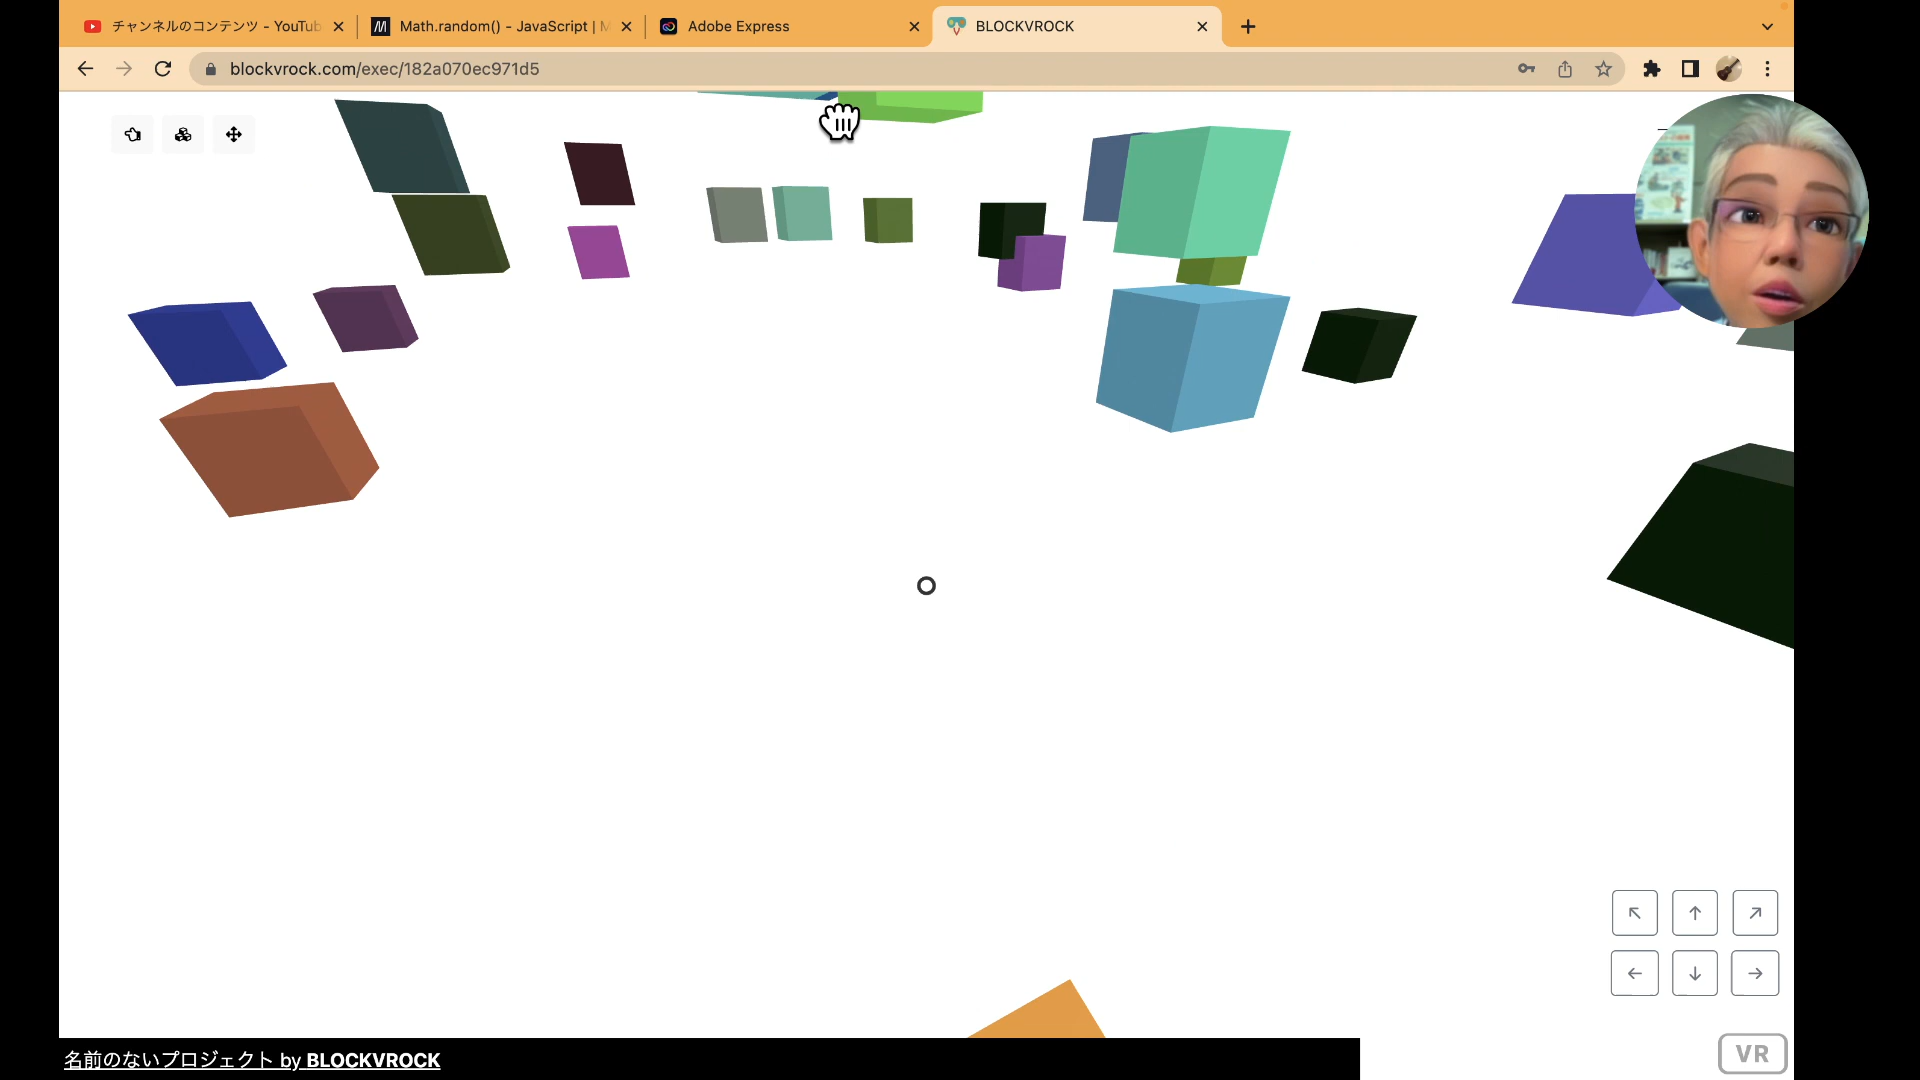 チャンネルのコンテンツ - YouTub
Math.random() - JavaScript | M
Adobe Express
BLOCKVROCK
blockvrock.com/exec/182a070ec971d5
名前のないプロジェクト by BLOCKVROCK
VR